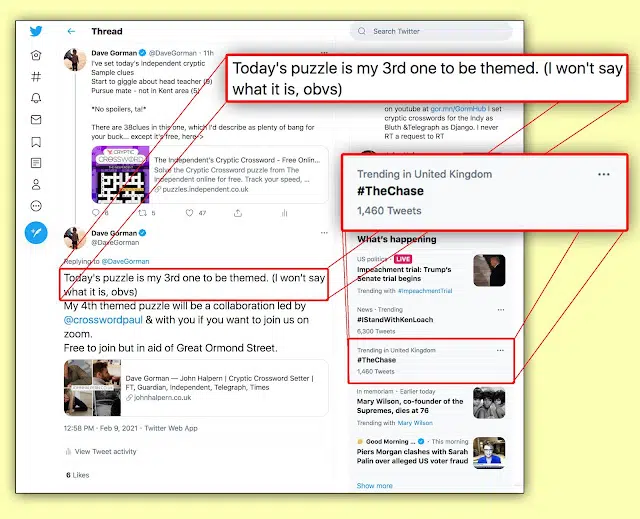 Thread
Search Twitter
Dave Gorman @DaveGorman · 11h
I've set today's Independent cryptic
Sample clues
Start to giggle about head teacher (9)
Pursue mate - not in Kent area (5)
*No spoilers, ta!*
There are 38clues in this one, which I'd describe as plenty of bang for
your buck... except it's free, here->
CRYPTIC
CROSSWORD
The Independent's Cryptic Crossword - Free Onlin...
Solve the Cryptic Crossword puzzle from The
Independent online for free. Track your speed, ...
puzzles.independent.co.uk
6
5
47
Dave Gorman
@DaveGorman
Replying to @DaveGorman
Today's puzzle is my 3rd one to be themed. (I won't say
what it is, obvs)
My 4th themed puzzle will be a collaboration led by
@crosswordpaul & with you if you want to join us on
zoom.
Free to join but in aid of Great Ormond Street.
Dave Gorman — John Halpern | Cryptic Crossword Setter |
FT, Guardian, Independent, Telegraph, Times
johnhalpern.co.uk
12:58 PM · Feb 9, 2021 · Twitter Web App
View Tweet activity
6 Likes
Today's puzzle is my 3rd one to be themed. (I won't say
what it is, obvs)
on youtube at gor.mn/GormHub I set
cryptic crosswords for the Indy as
Bluth &Telegraph as Django. I never
RT a request to RT
Trending in United Kingdom
#TheChase
1,460 Tweets
What's happening
US politics · LIVE
Impeachment trial: Trump's
Senate trial begins
Trending with #ImpeachmentTrial
News · Trending
#IStandWithKenLoach
6,300 Tweets
Trending in United Kingdom
#TheChase
1,460 Tweets
In memoriam · Earlier today
Mary Wilson, co-founder of the
Supremes, dies at 76
Trending with Mary Wilson
Good Morning ... · This morning
Piers Morgan clashes with Sarah
Palin over alleged US voter fraud
Show more